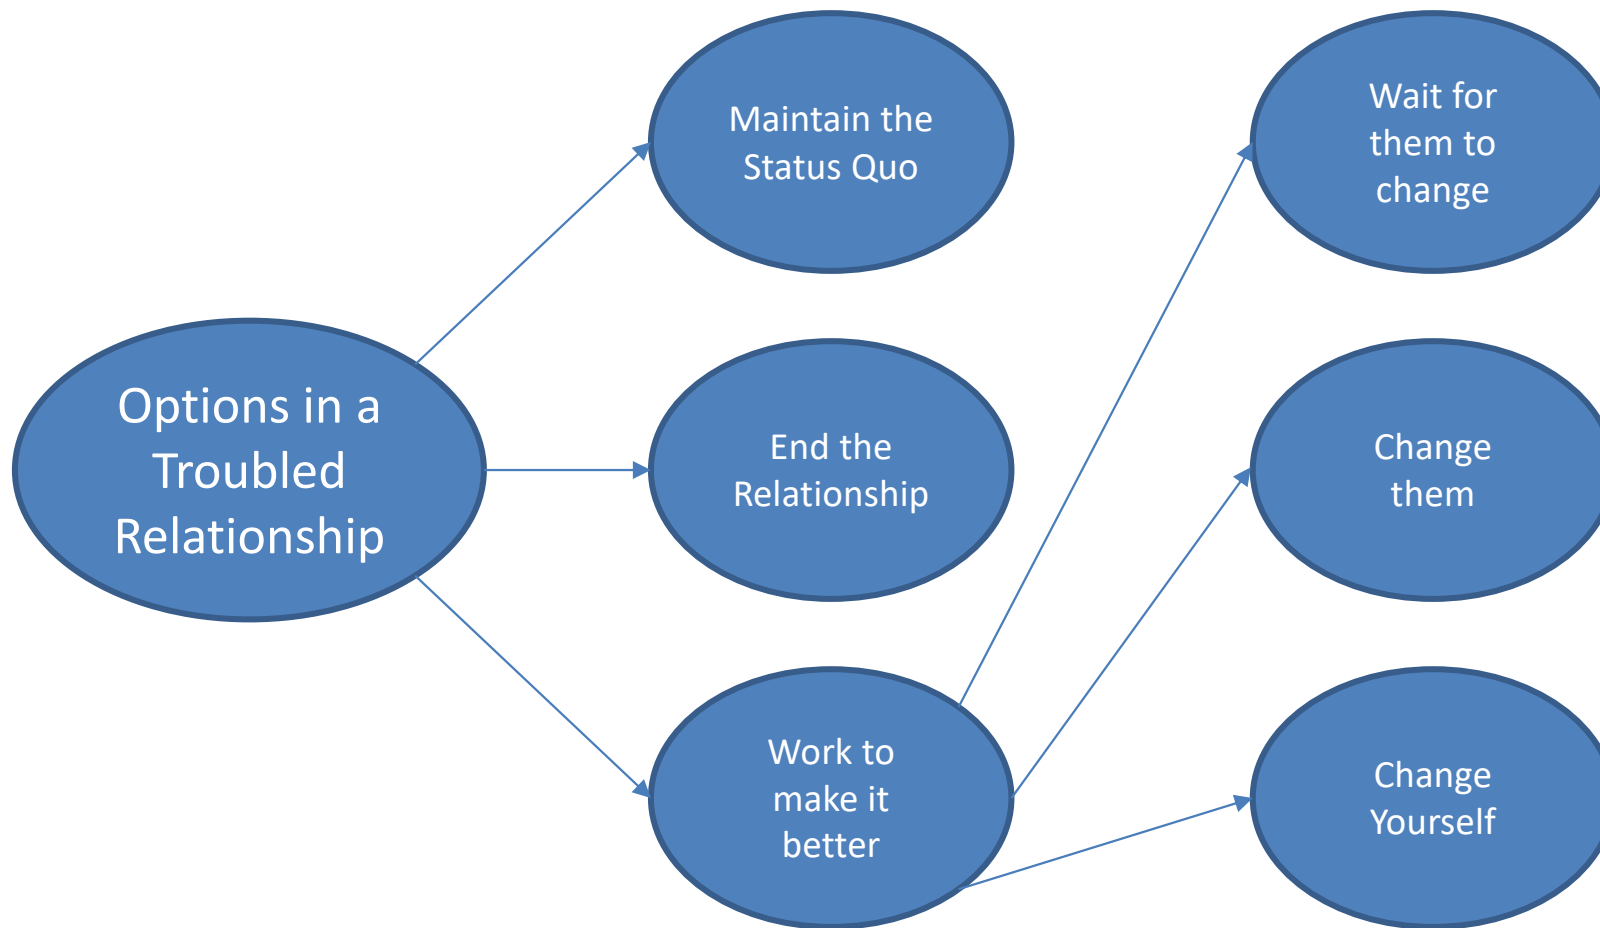 Options in a
Troubled
Relationship
Maintain the
Status Quo
End the
Relationship
Work to
make it
better
Wait for
them to
change
Change
them
Change
Yourself